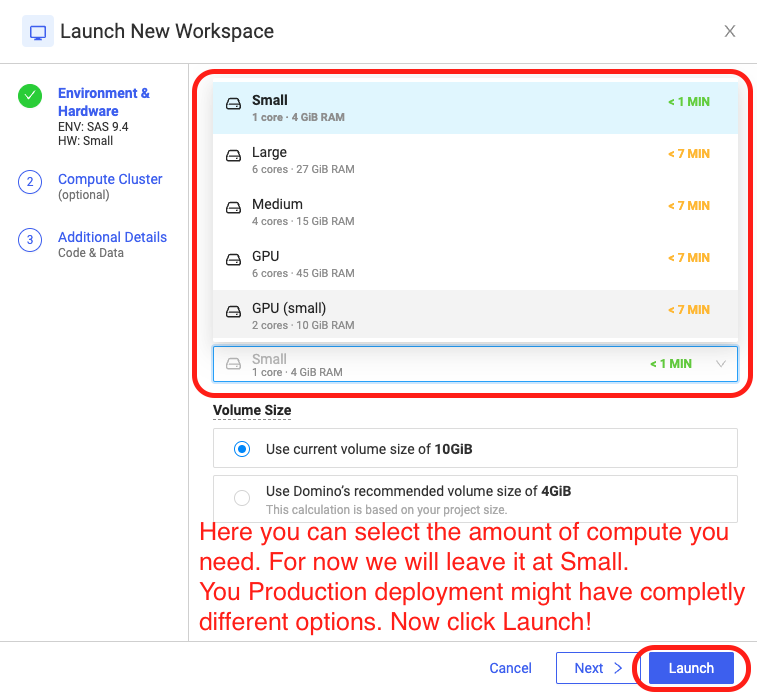 Launch New Workspace
Environment &
Hardware
ENV: SAS 9.4
HW: Small
2
Compute Cluster
(optional)
3
Additional Details
Code & Data
Small
< 1 MIN
1 core · 4 GiB RAM
Large
< 7 MIN
6 cores · 27 GiB RAM
Medium
< 7 MIN
4 cores · 15 GiB RAM
GPU
< 7 MIN
6 cores · 45 GiB RAM
GPU (small)
< 7 MIN
2 cores · 10 GiB RAM
Small
< 1 MIN
1 core · 4 GiB RAM
Volume Size
Use current volume size of 10GiB
Use Domino's recommended volume size of 4GiB
This calculation is based on your project size.
Here you can select the amount of compute you
need. For now we will leave it at Small.
You Production deployment might have completly
different options. Now click Launch!
Cancel
Next
Launch